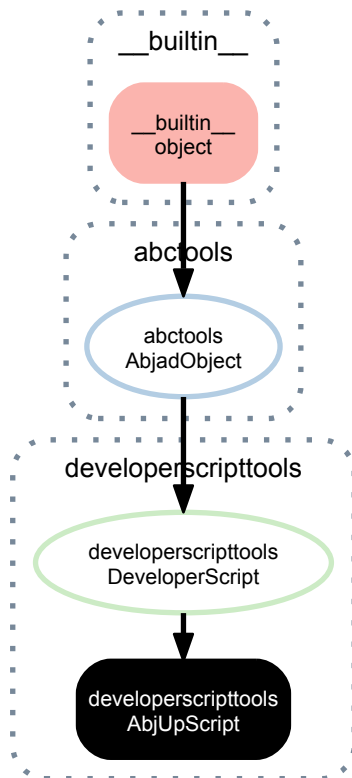 __builtin__
__builtin__
object
abctools
abctools
AbjadObject
developerscripttools
developerscripttools
DeveloperScript
developerscripttools
AbjUpScript